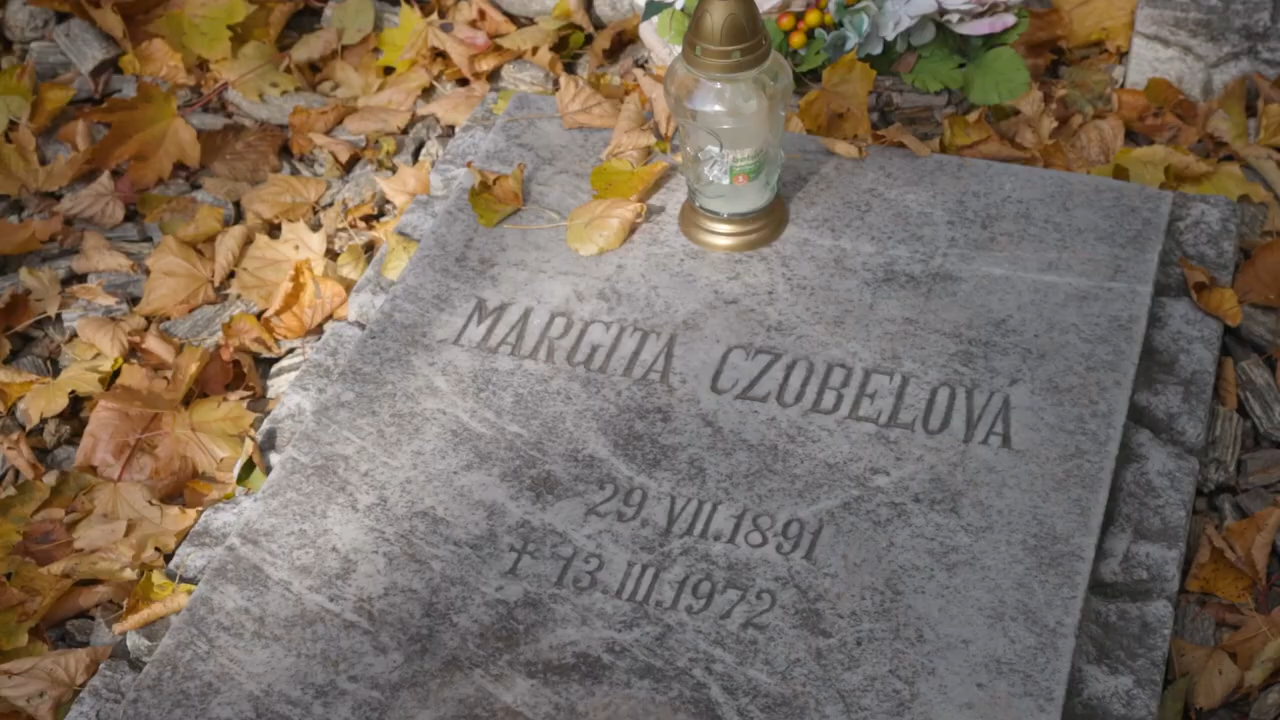 MARGITA CZOBELOVÁ
29. VII.1891
† 13. III.1972